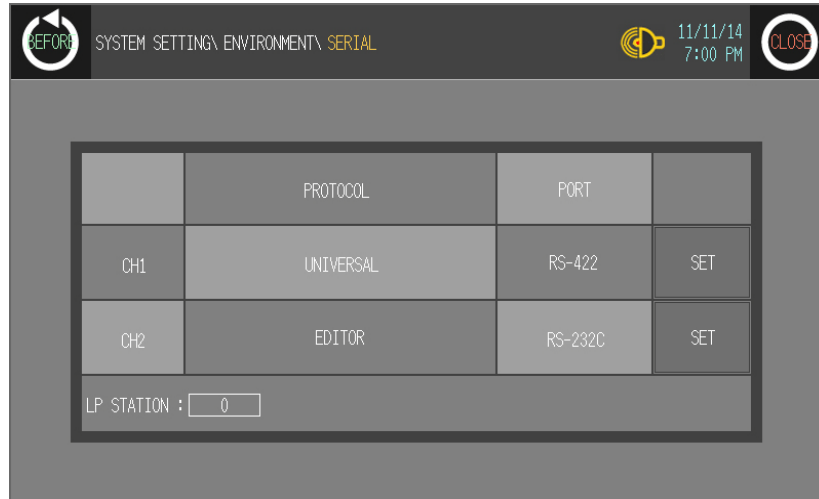 BEFORE
SYSTEM SETTING\ ENVIRONMENT\ SERIAL
11/11/14
7:00 PM
CLOSE
PROTOCOL PORT
CH1 UNIVERSAL RS-422 SET
CH2 EDITOR RS-232C SET
LP STATION : 0